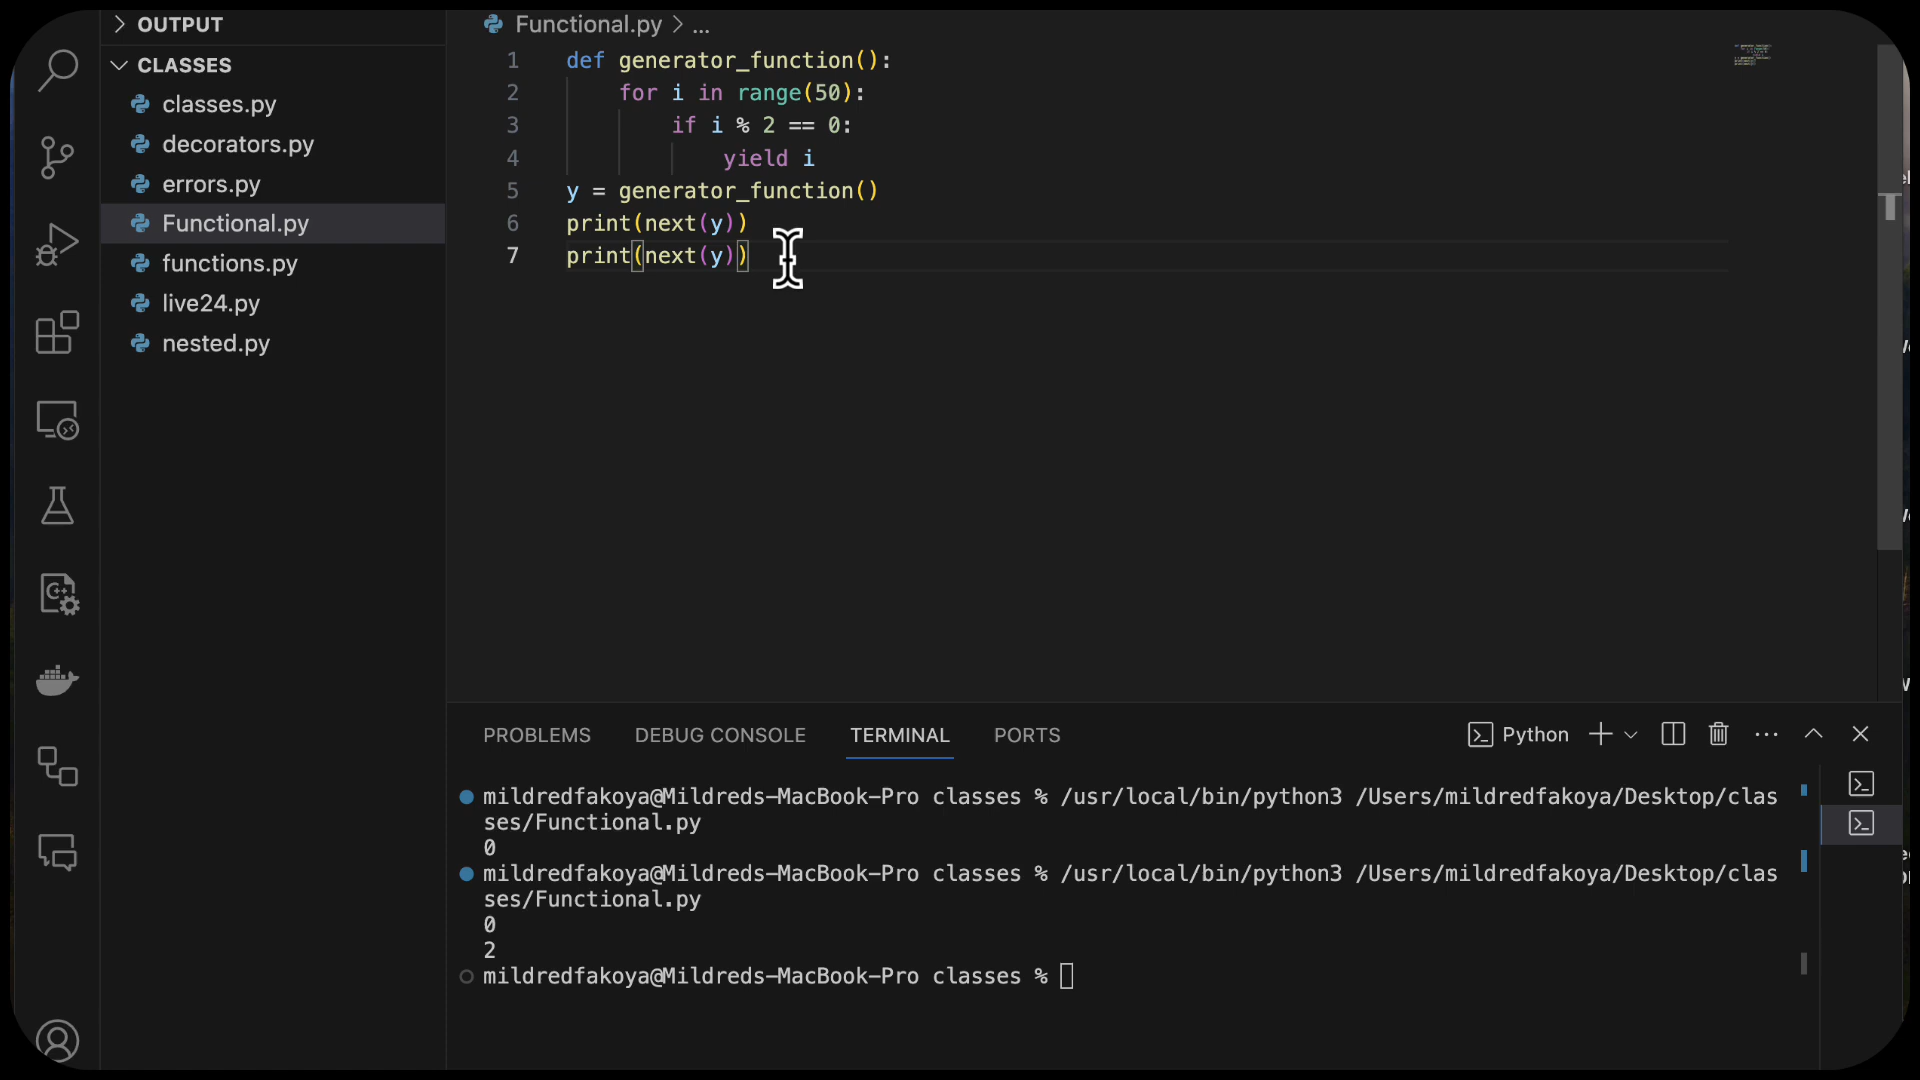 OUTPUT
CLASSES
classes.py
decorators.py
errors.py
Functional.py
functions.py
live24.py
nested.py
Functional.py > ...
1 def generator_function():
2 for i in range(50):
3 if i % 2 == 0:
4 yield i
5 y = generator_function()
6 print(next(y))
7 print(next(y))
PROBLEMS DEBUG CONSOLE TERMINAL PORTS Python
mildredfakoya@Mildreds-MacBook-Pro classes % /usr/local/bin/python3 /Users/mildredfakoya/Desktop/clas
ses/Functional.py
0
mildredfakoya@Mildreds-MacBook-Pro classes % /usr/local/bin/python3 /Users/mildredfakoya/Desktop/clas
ses/Functional.py
0
2
mildredfakoya@Mildreds-MacBook-Pro classes %